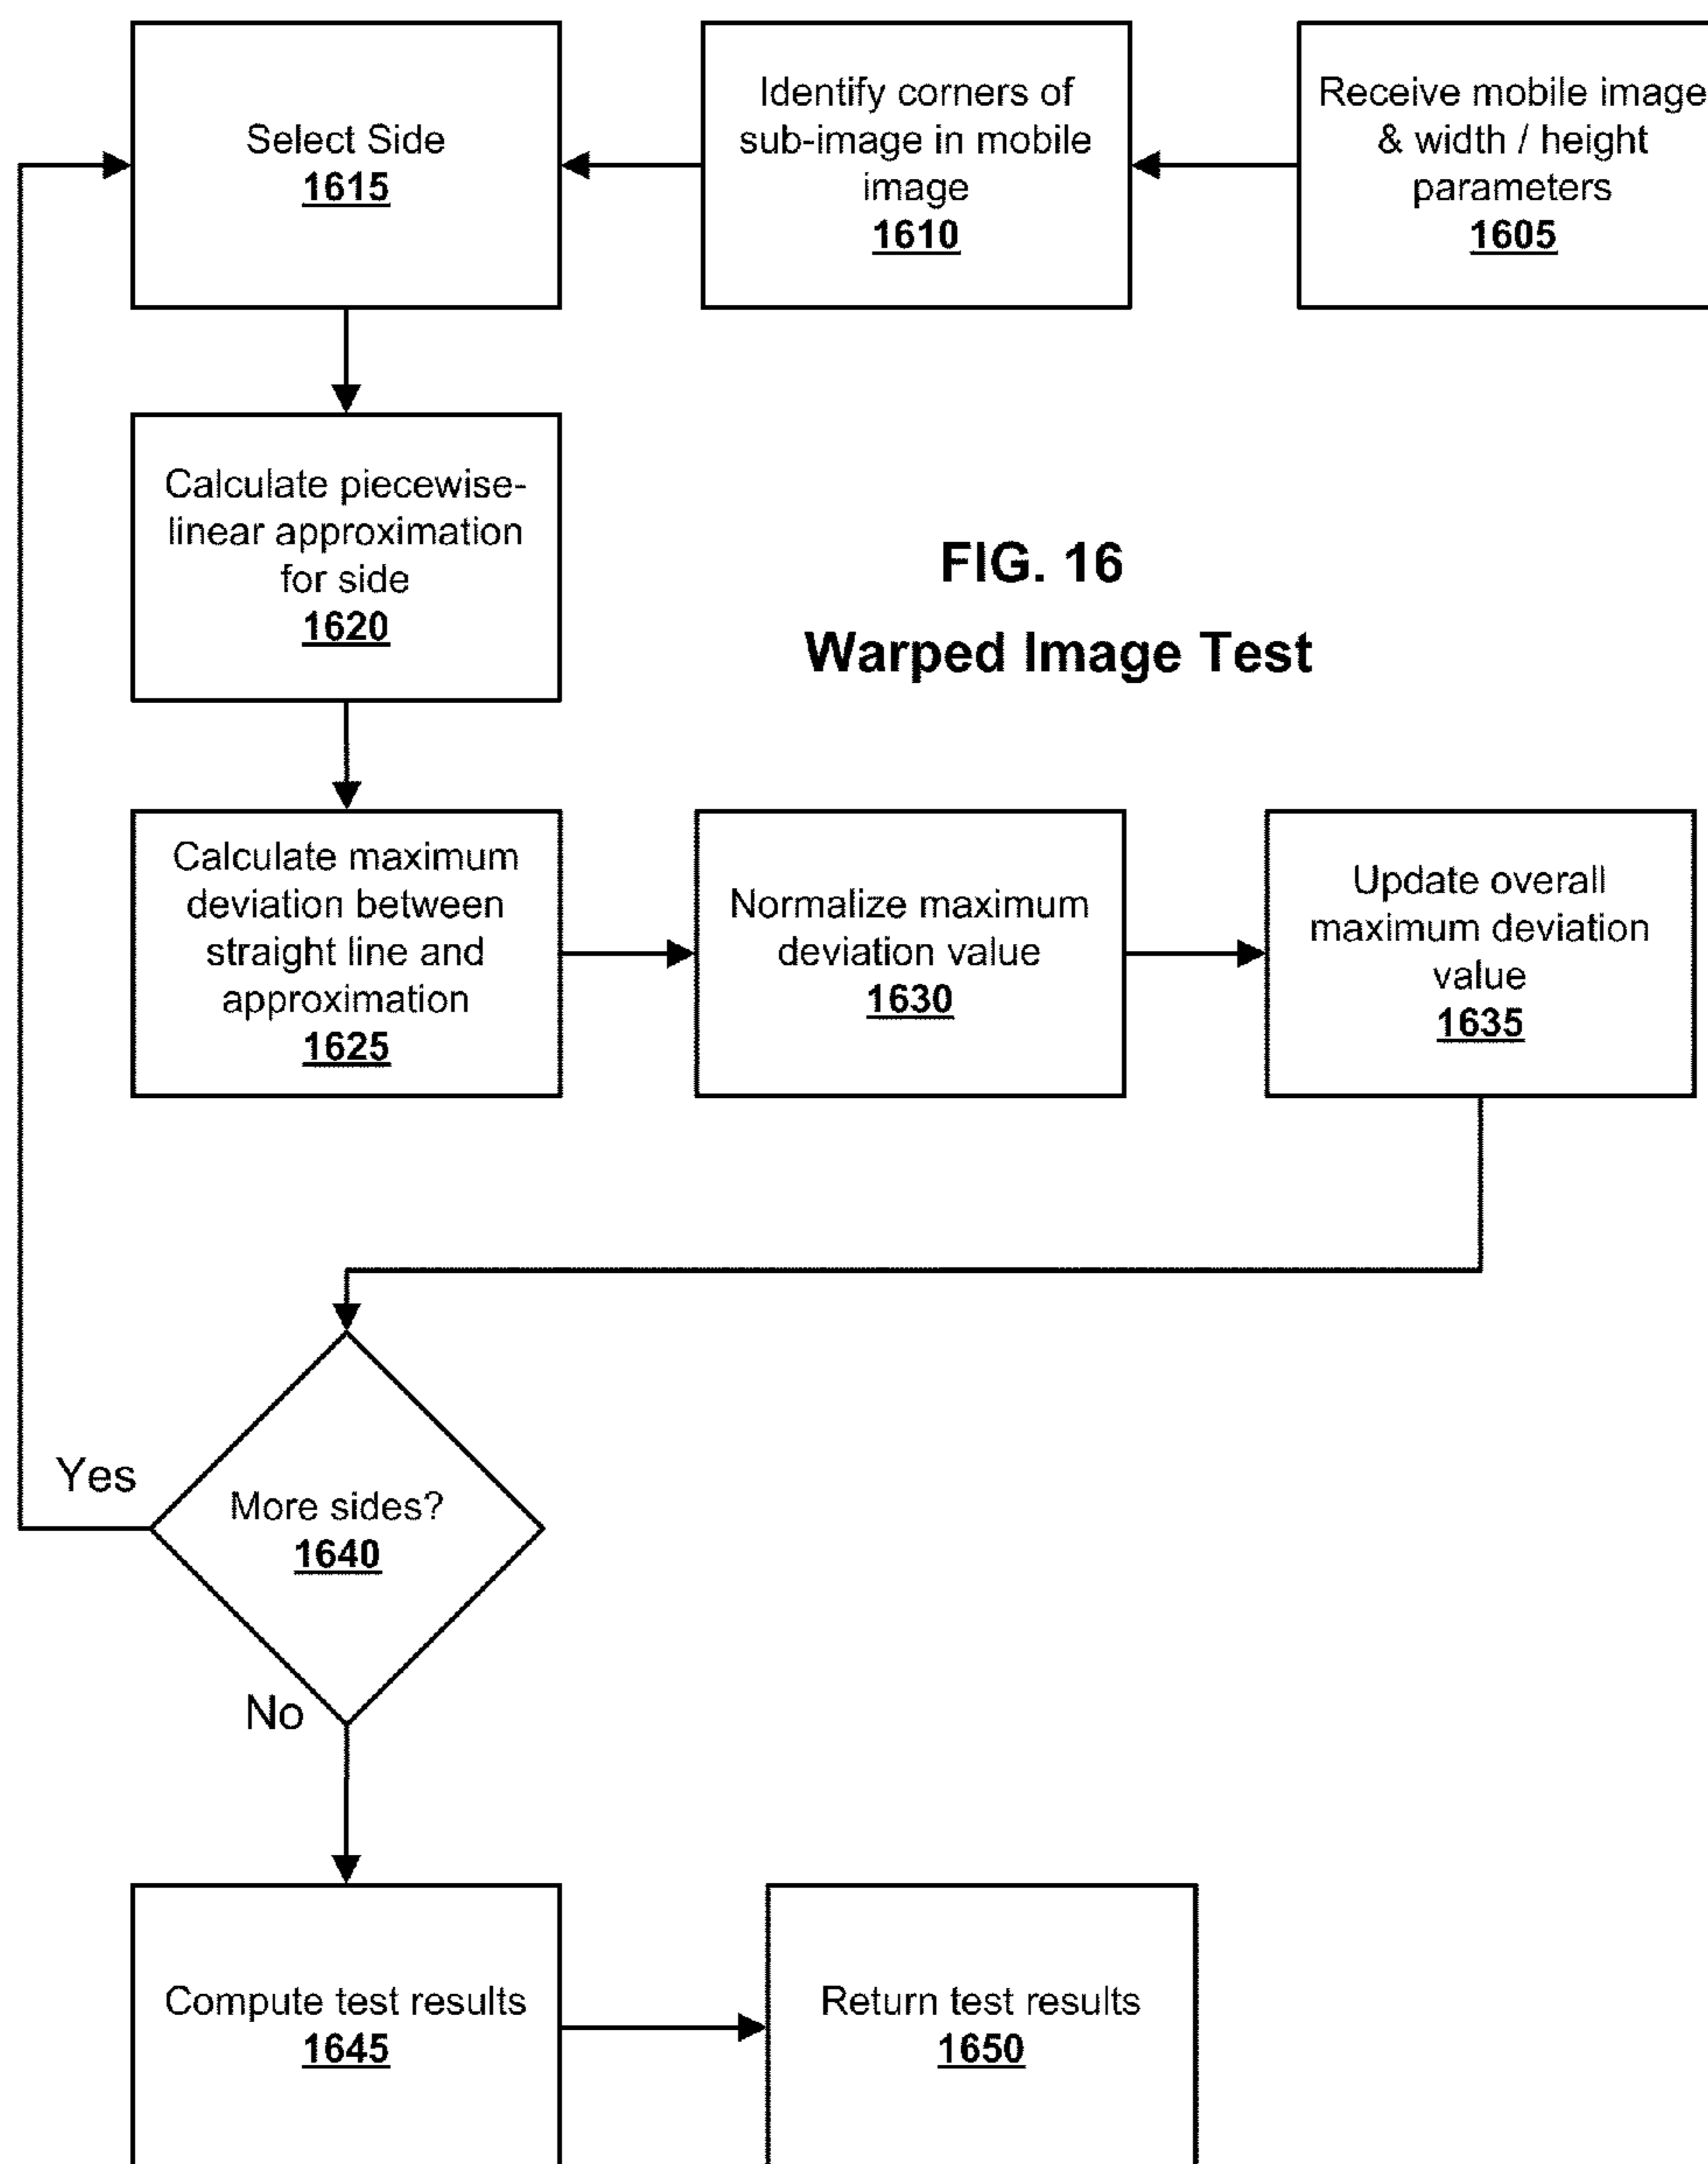 Select Side
1615
Identify corners of
sub-image in mobile
image
1610
Receive mobile image
& width / height
parameters
1605
Calculate piecewise-
linear approximation
for side
1620
FIG. 16
Warped Image Test
Calculate maximum
deviation between
straight line and
approximation
1625
Normalize maximum
deviation value
1630
Update overall
maximum deviation
value
1635
Yes
More sides?
1640
No
Compute test results
1645
Return test results
1650